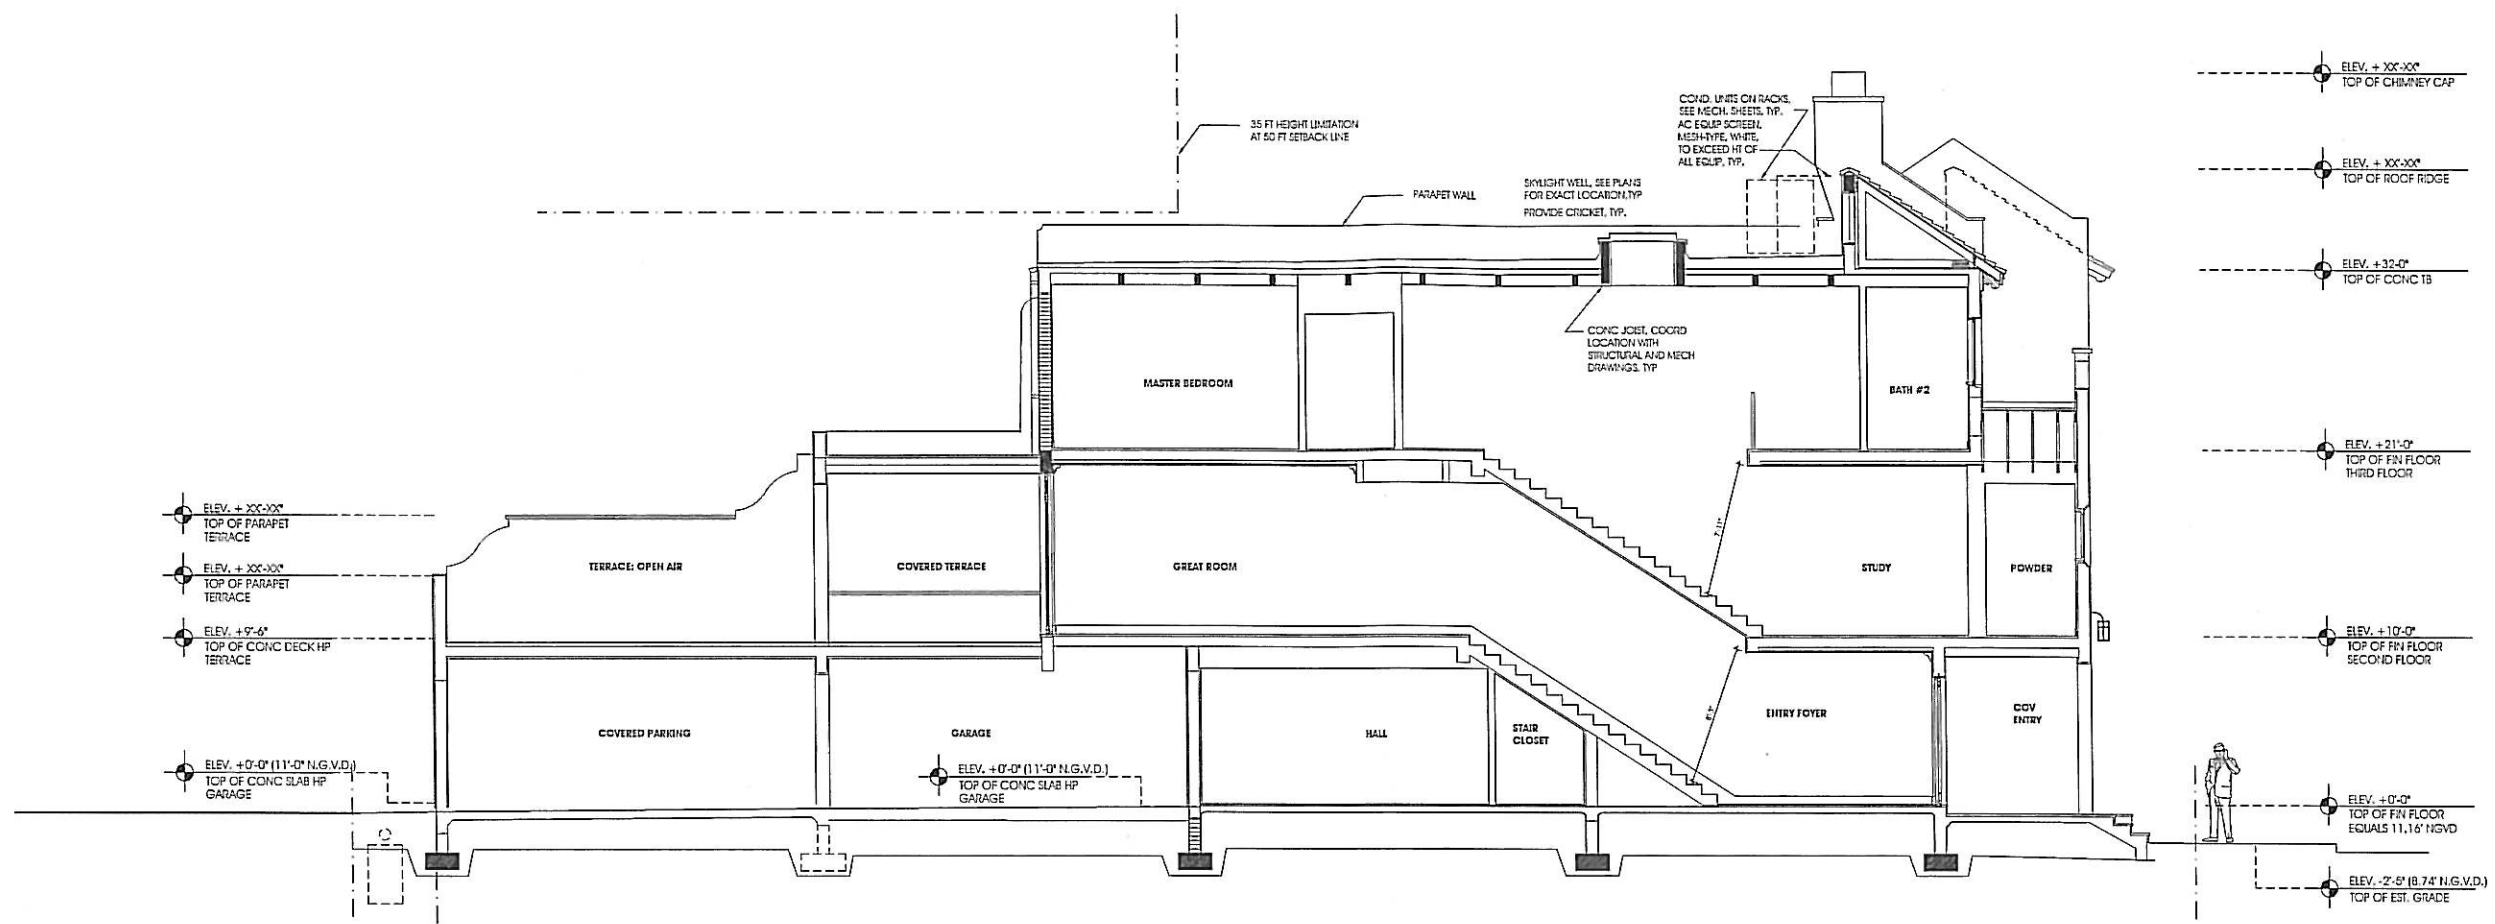 ELEV. + XX'-XX"
TOP OF CHIMNEY CAP
COND. UNITS ON RACKS,
SEE MECH. SHEETS, TYP.
AC EQUIP SCREEN,
MESH-TYPE, WHITE,
TO EXCEED HT OF
ALL EQUIP, TYP.
35 FT HEIGHT LIMITATION
AT 50 FT SETBACK LINE
ELEV. + XX'-XX"
TOP OF ROOF RIDGE
SKYLIGHT WELL, SEE PLANS
FOR EXACT LOCATION,TYP
PROVIDE CRICKET, TYP.
PARAPET WALL
ELEV. +32'-0"
TOP OF CONC TB
CONC JOIST, COORD
LOCATION WITH
STRUCTURAL AND MECH
DRAWINGS, TYP
MASTER BEDROOM
BATH #2
ELEV. +21'-0"
TOP OF FIN FLOOR
THIRD FLOOR
ELEV. + XX'-XX"
TOP OF PARAPET
TERRACE
7'-11"
TERRACE: OPEN AIR
COVERED TERRACE
GREAT ROOM
STUDY
POWDER
ELEV. + XX'-XX"
TOP OF PARAPET
TERRACE
ELEV. +9'-6"
TOP OF CONC DECK HP
TERRACE
ELEV. +10'-0"
TOP OF FIN FLOOR
SECOND FLOOR
ENTRY FOYER
COV
ENTRY
COVERED PARKING
GARAGE
HALL
STAIR
CLOSET
ELEV. +0'-0" (11'-0" N.G.V.D.)
TOP OF CONC SLAB HP
GARAGE
ELEV. +0'-0" (11'-0" N.G.V.D.)
TOP OF CONC SLAB HP
GARAGE
ELEV. +0'-0"
TOP OF FIN FLOOR
EQUALS 11.16' NGVD
ELEV. -2'-5" (8.74' N.G.V.D.)
TOP OF EST. GRADE